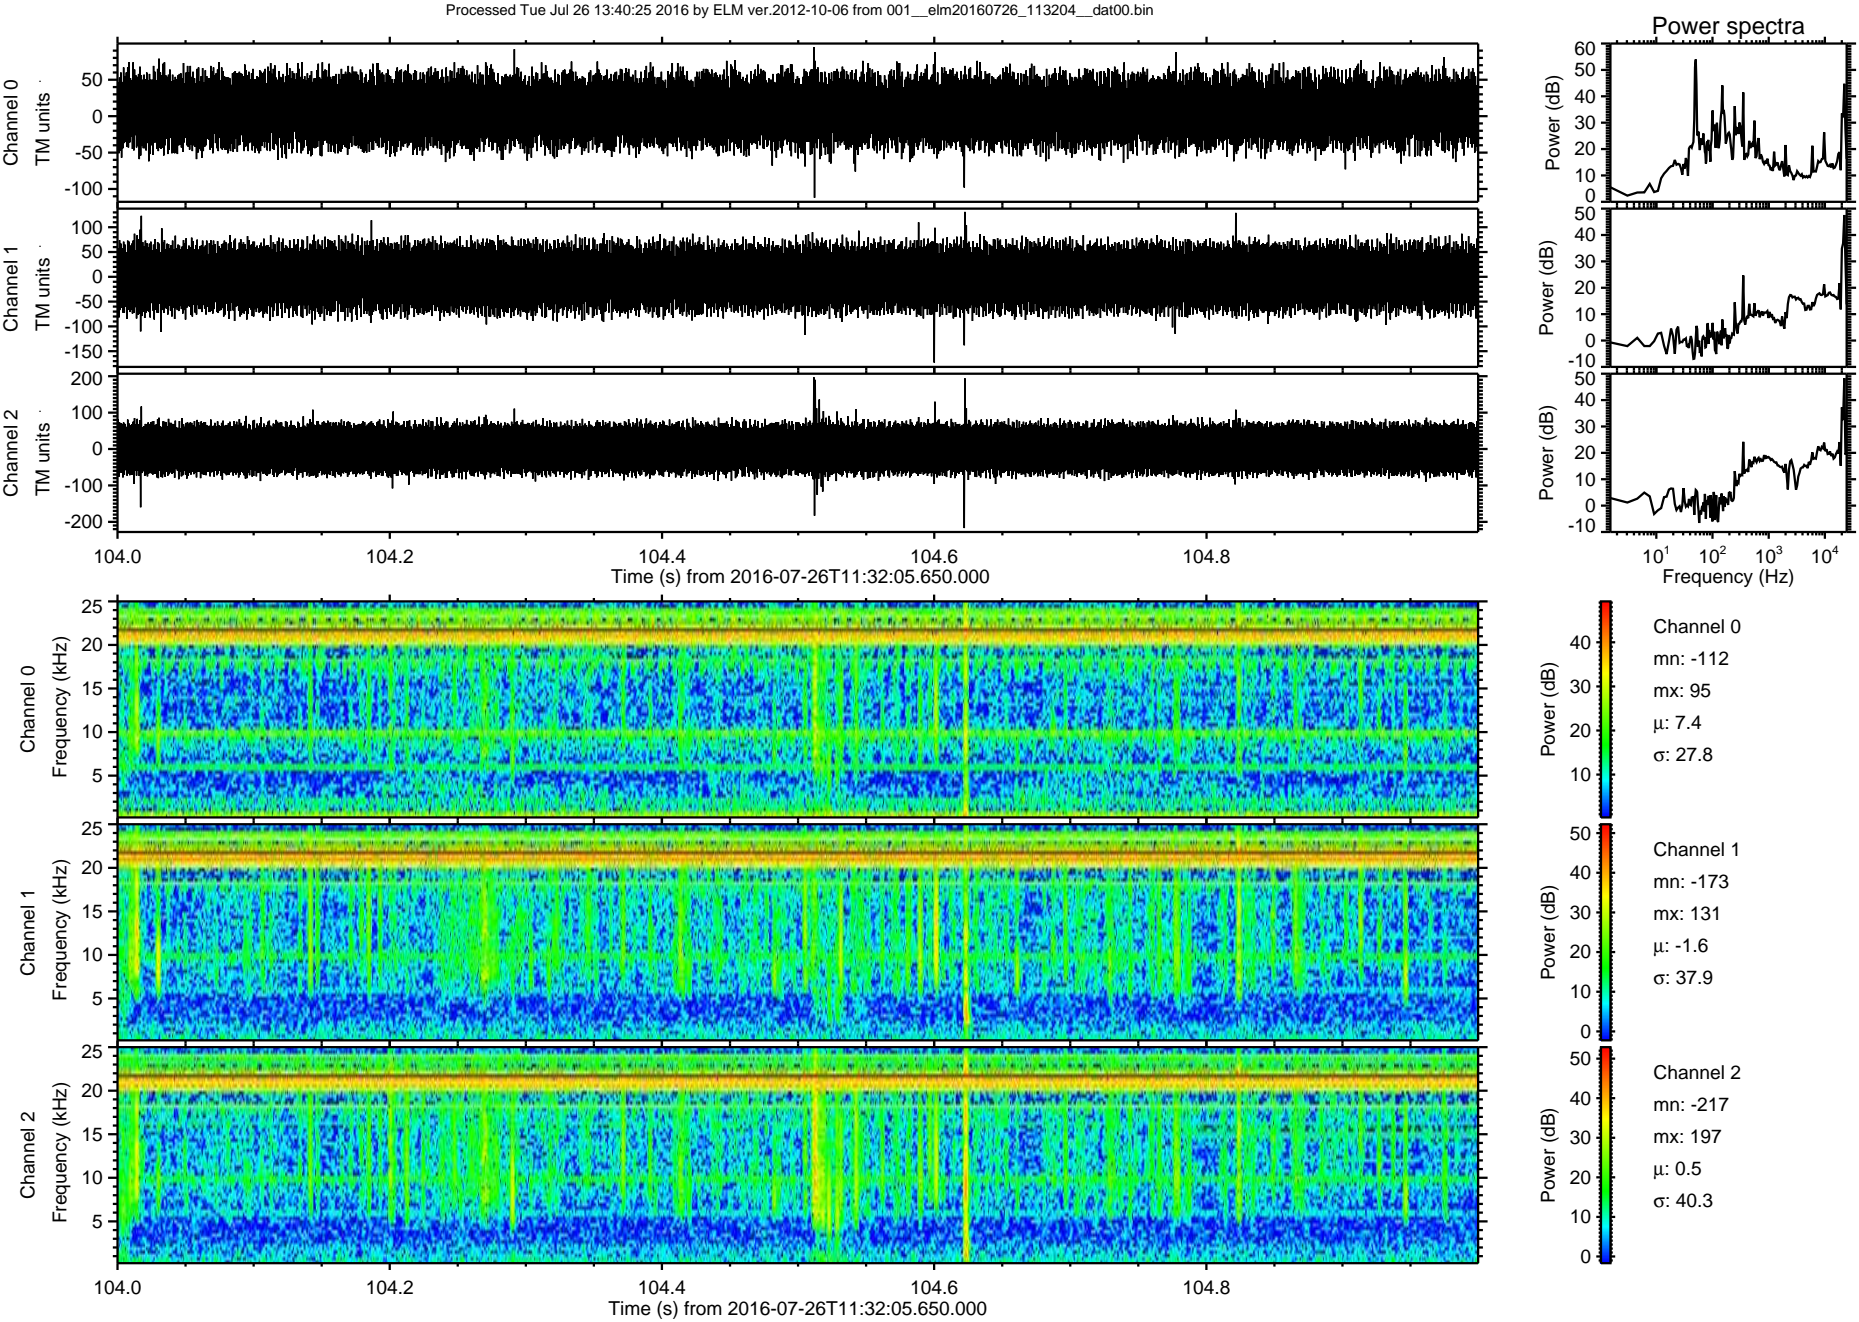 Processed Tue Jul 26 13:40:25 2016 by ELM ver.2012-10-06 from 001__elm20160726_113204__dat00.bin
Power spectra
Channel 0
TM units
50
0
-50
-100
Power (dB)
60
50
40
30
20
10
0
Channel 1
TM units
100
50
0
-50
-100
-150
Power (dB)
50
40
30
20
10
0
-10
Channel 2
TM units
200
100
0
-100
-200
Power (dB)
50
40
30
20
10
0
-10
104.0 104.2 104.4 104.6 104.8
Time (s) from 2016-07-26T11:32:05.650.000
10¹ 10² 10³ 10⁴
Frequency (Hz)
Channel 0
Frequency (kHz)
25
20
15
10
5
Power (dB)
40
30
20
10
Channel 0
mn: -112
mx: 95
μ: 7.4
σ: 27.8
Channel 1
Frequency (kHz)
25
20
15
10
5
Power (dB)
50
40
30
20
10
0
Channel 1
mn: -173
mx: 131
μ: -1.6
σ: 37.9
Channel 2
Frequency (kHz)
25
20
15
10
5
Power (dB)
50
40
30
20
10
0
Channel 2
mn: -217
mx: 197
μ: 0.5
σ: 40.3
104.0 104.2 104.4 104.6 104.8
Time (s) from 2016-07-26T11:32:05.650.000